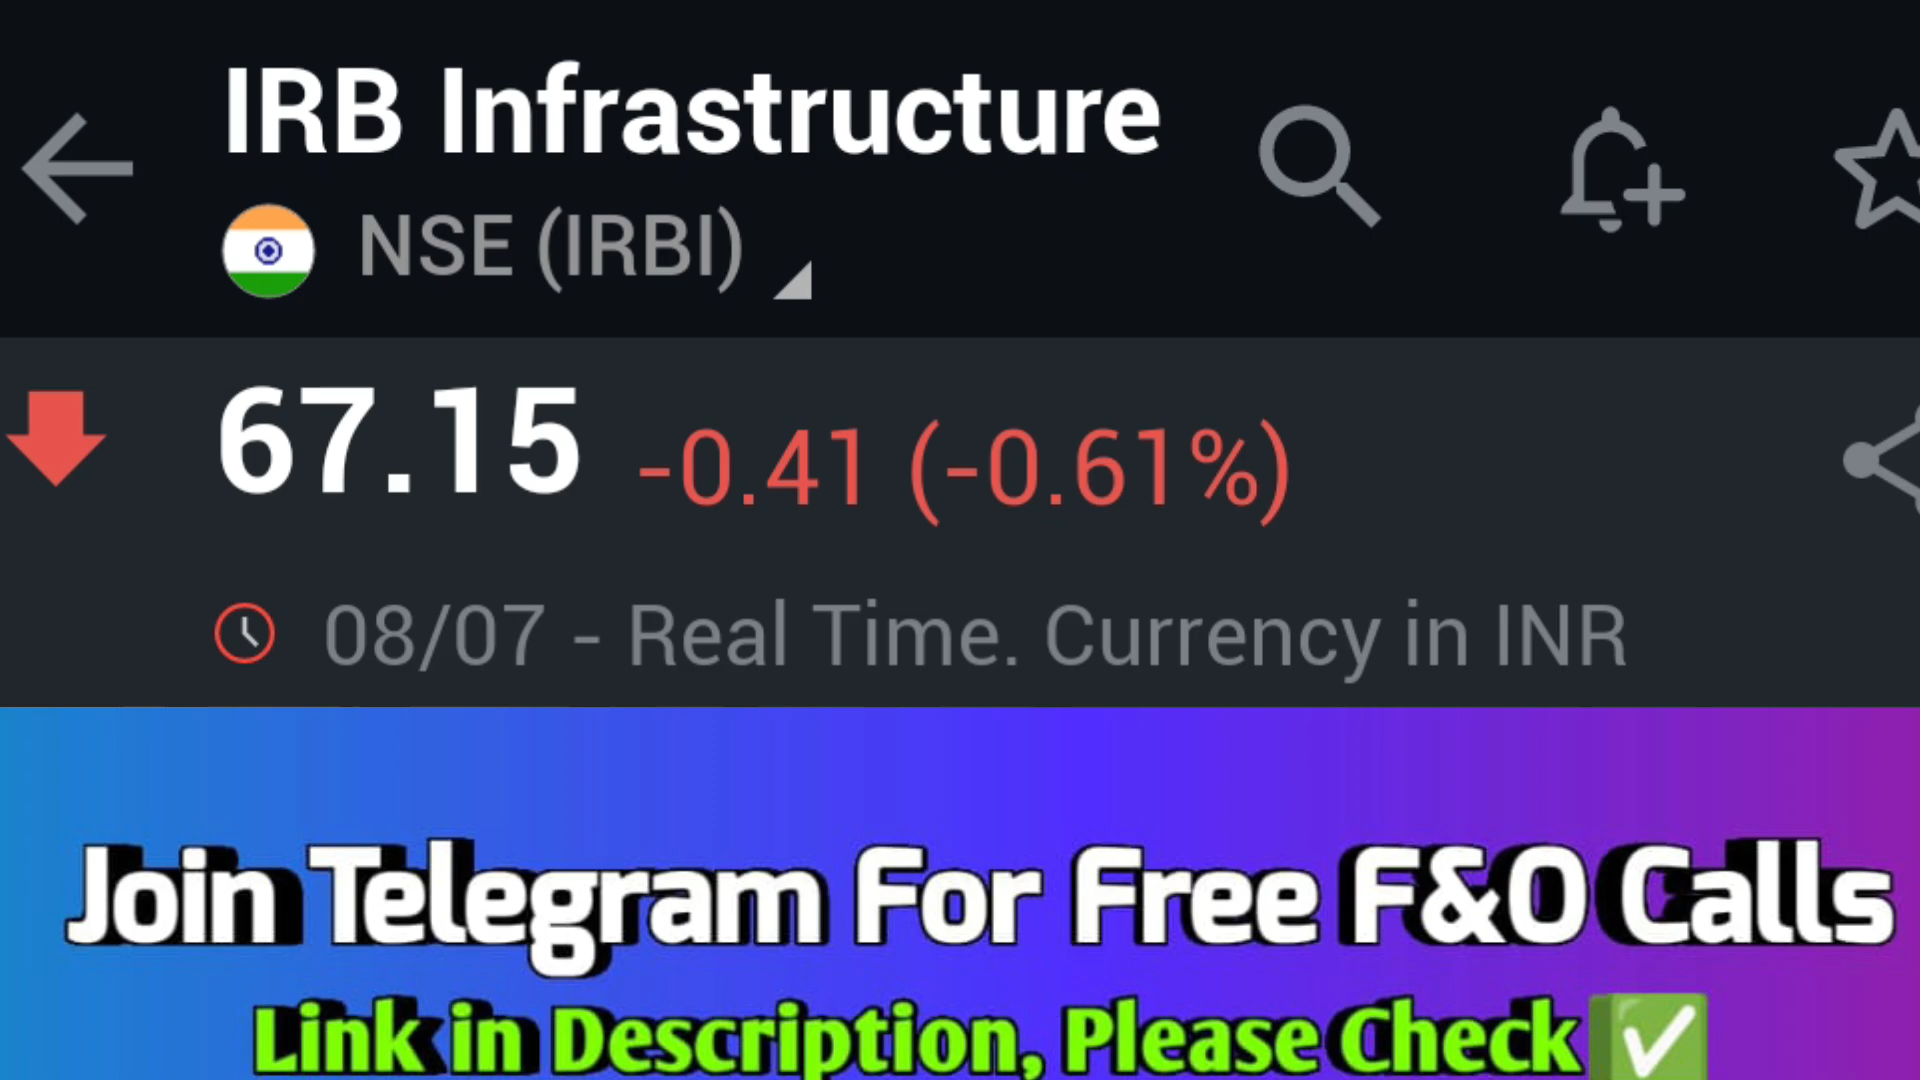 IRB Infrastructure
NSE (IRBI)
67.15 -0.41 (-0.61%)
08/07 - Real Time. Currency in INR
Join Telegram For Free F&O Calls
Link in Description, Please Check ✅